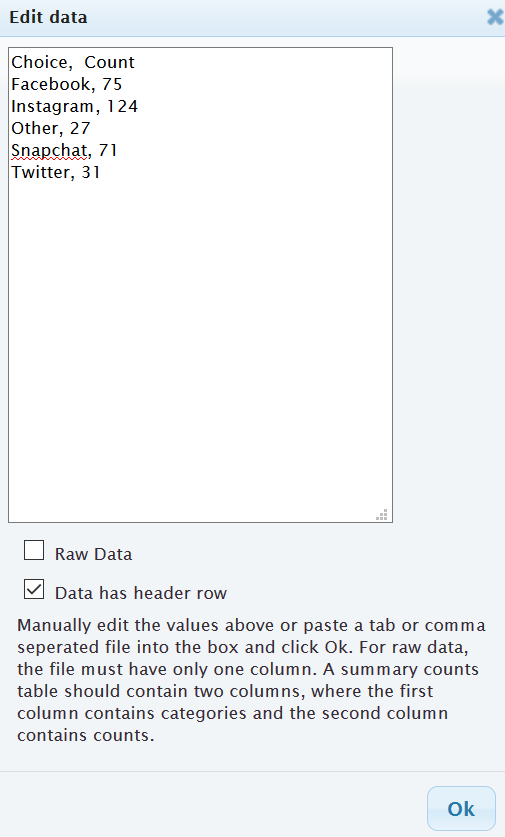 Edit data
Choice,  Count
Facebook, 75
Instagram, 124
Other, 27
Snapchat, 71
Twitter, 31
Raw Data
Data has header row
Manually edit the values above or paste a tab or comma
seperated file into the box and click Ok. For raw data,
the file must have only one column. A summary counts
table should contain two columns, where the first
column contains categories and the second column
contains counts.
Ok